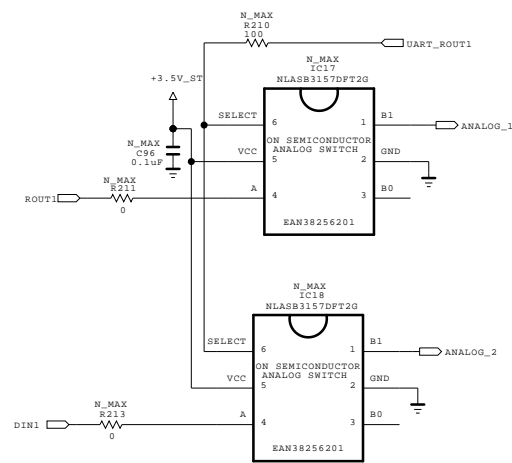 N_MAX
R210
100
UART_ROUT1
N_MAX
IC17
NLASB3157DFT2G
+3.5V_ST
SELECT
6
1
B1
ANALOG_1
N_MAX
C96
0.1uF
ON SEMICONDUCTOR
ANALOG SWITCH
VCC
5
2
GND
N_MAX
R211
0
ROUT1
A
4
3
B0
EAN38256201
N_MAX
IC18
NLASB3157DFT2G
SELECT
6
1
B1
ANALOG_2
ON SEMICONDUCTOR
ANALOG SWITCH
VCC
5
2
GND
N_MAX
R213
0
DIN1
A
4
3
B0
EAN38256201